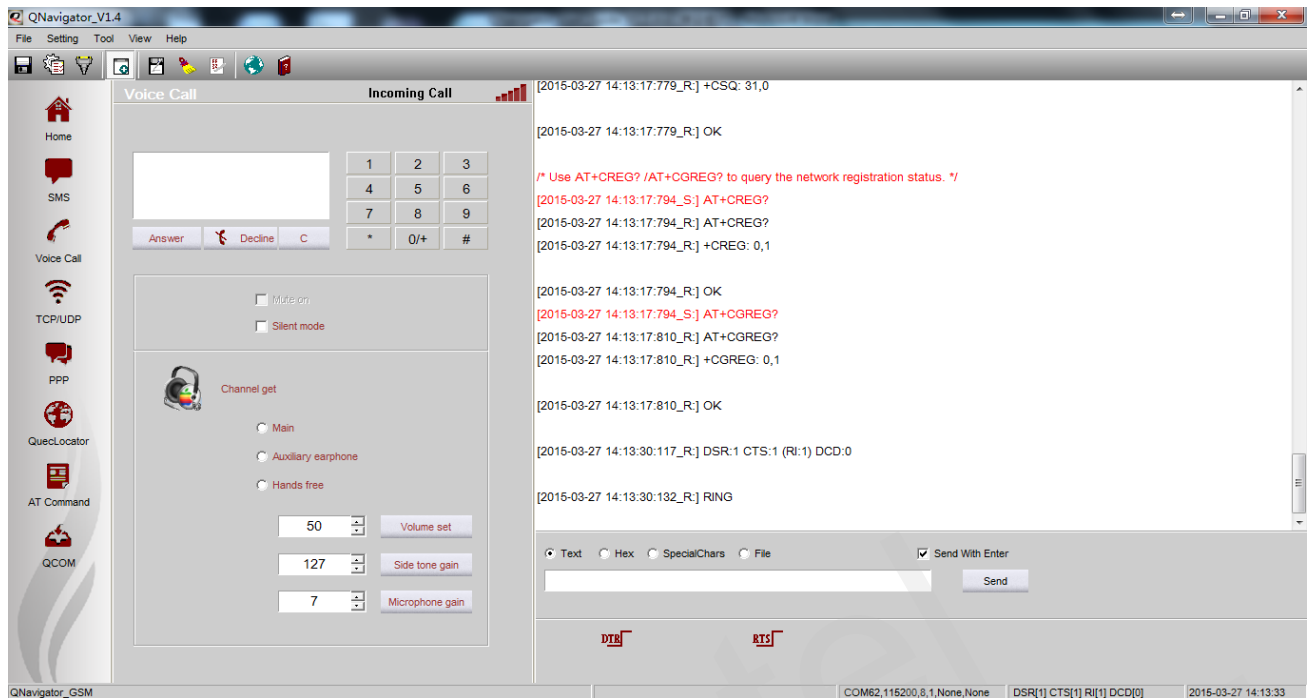 QNavigator_V1.4
File Setting Tool View Help
Home
SMS
Voice Call
TCP/UDP
PPP
QuecLocator
AT Command
QCOM
Voice Call Incoming Call
1 2 3
4 5 6
7 8 9
* 0/+ #
Answer Decline C
Mute on
Silent mode
Channel get
Main
Auxiliary earphone
Hands free
50 Volume set
127 Side tone gain
7 Microphone gain
[2015-03-27 14:13:17:779_R:] +CSQ: 31,0
[2015-03-27 14:13:17:779_R:] OK
/* Use AT+CREG? /AT+CGREG? to query the network registration status. */
[2015-03-27 14:13:17:794_S:] AT+CREG?
[2015-03-27 14:13:17:794_R:] AT+CREG?
[2015-03-27 14:13:17:794_R:] +CREG: 0,1
[2015-03-27 14:13:17:794_R:] OK
[2015-03-27 14:13:17:794_S:] AT+CGREG?
[2015-03-27 14:13:17:810_R:] AT+CGREG?
[2015-03-27 14:13:17:810_R:] +CGREG: 0,1
[2015-03-27 14:13:17:810_R:] OK
[2015-03-27 14:13:30:117_R:] DSR:1 CTS:1 (RI:1) DCD:0
[2015-03-27 14:13:30:132_R:] RING
Text Hex SpecialChars File Send With Enter
Send
DTR RTS
QNavigator_GSM COM62,115200,8,1,None,None DSR[1] CTS[1] RI[1] DCD[0] 2015-03-27 14:13:33